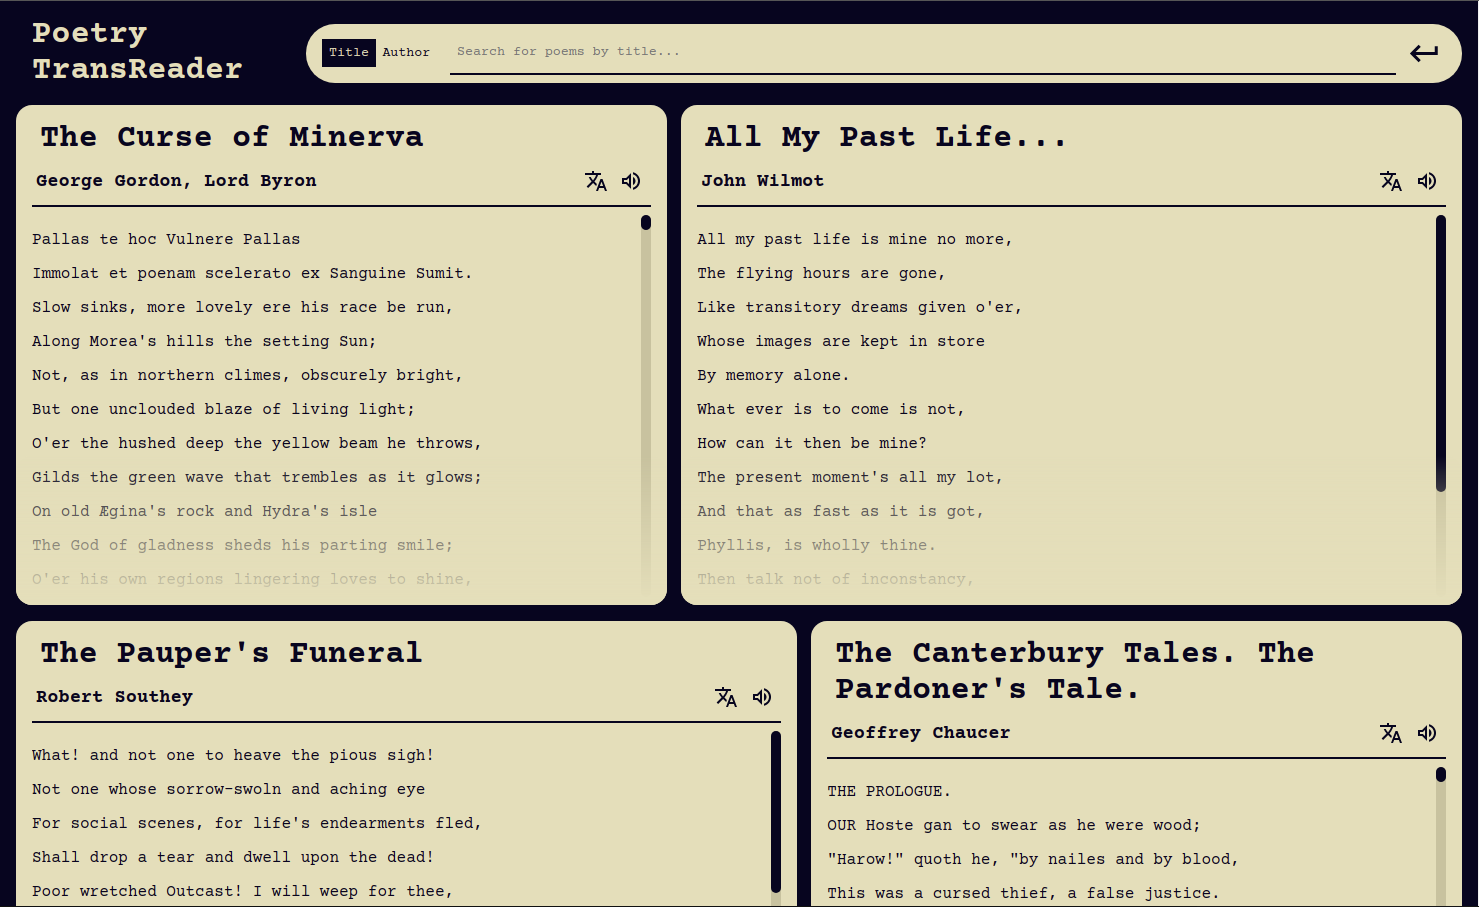 Poetry
TransReader
Title Author Search for poems by title...
The Curse of Minerva
George Gordon, Lord Byron
Pallas te hoc Vulnere Pallas
Immolat et poenam scelerato ex Sanguine Sumit.
Slow sinks, more lovely ere his race be run,
Along Morea's hills the setting Sun;
Not, as in northern climes, obscurely bright,
But one unclouded blaze of living light;
O'er the hushed deep the yellow beam he throws,
Gilds the green wave that trembles as it glows;
On old Ægina's rock and Hydra's isle
The God of gladness sheds his parting smile;
O'er his own regions lingering loves to shine,
All My Past Life...
John Wilmot
All my past life is mine no more,
The flying hours are gone,
Like transitory dreams given o'er,
Whose images are kept in store
By memory alone.
What ever is to come is not,
How can it then be mine?
The present moment's all my lot,
And that as fast as it is got,
Phyllis, is wholly thine.
Then talk not of inconstancy,
The Pauper's Funeral
Robert Southey
What! and not one to heave the pious sigh!
Not one whose sorrow-swoln and aching eye
For social scenes, for life's endearments fled,
Shall drop a tear and dwell upon the dead!
Poor wretched Outcast! I will weep for thee,
The Canterbury Tales. The
Pardoner's Tale.
Geoffrey Chaucer
THE PROLOGUE.
OUR Hoste gan to swear as he were wood;
"Harow!" quoth he, "by nailes and by blood,
This was a cursed thief, a false justice.